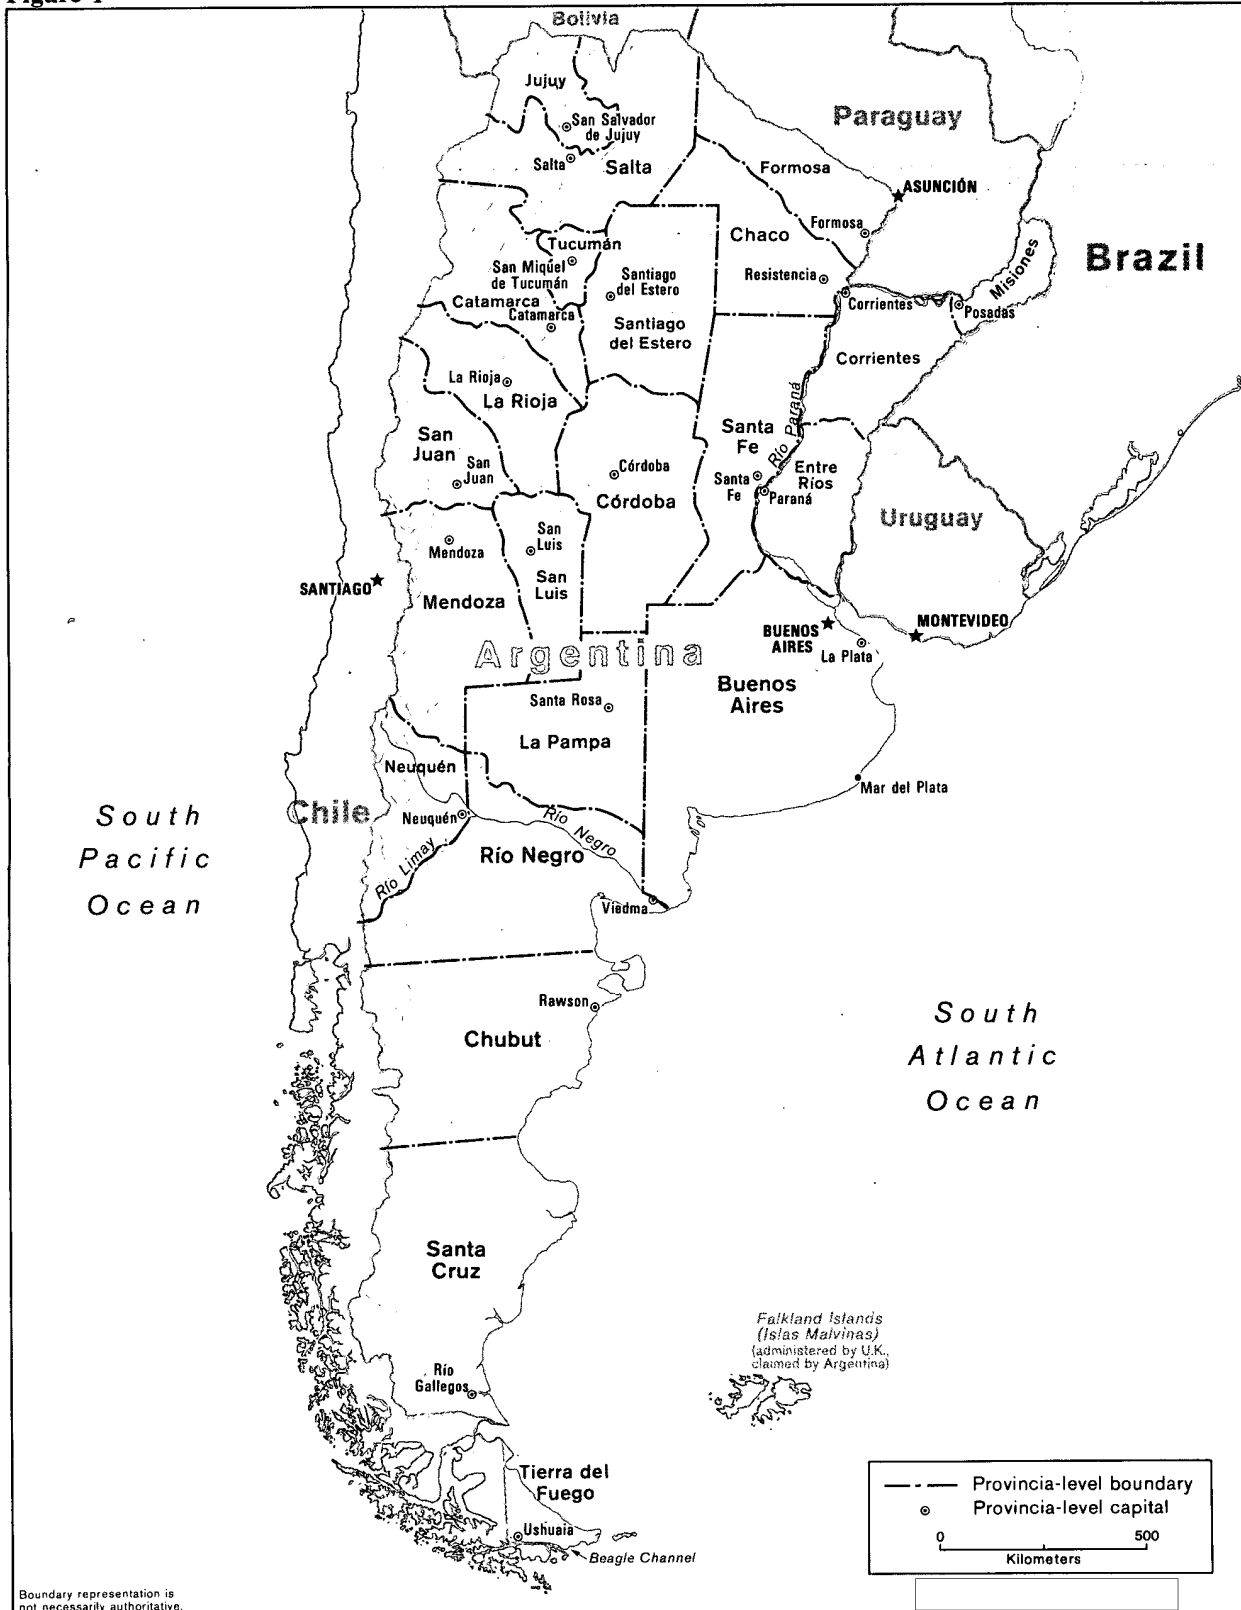 Figure 1
Bolivia
Jujuy
San Salvador
de Jujuy
Salta
Salta
Paraguay
Formosa
ASUNCIÓN
Formosa
Chaco
Resistencia
Tucumán
San Miqüel
de Tucumán
Santiago
del Estero
Santiago
del Estero
Catamarca
Catamarca
Misiones
Brazil
Corrientes
Posadas
Corrientes
La Rioja
La Rioja
San
Juan
San
Juan
Río Paraná
Santa
Fe
Santa
Fe
Entre
Ríos
Paraná
Córdoba
Córdoba
Uruguay
Mendoza
San
Luis
San
Luis
SANTIAGO
Mendoza
Argentina
BUENOS
AIRES
MONTEVIDEO
La Plata
Buenos
Aires
Santa Rosa
La Pampa
Neuquén
Mar del Plata
Chile
Neuquén
Río Negro
Río Limay
Río Negro
South
Pacific
Ocean
Viedma
Rawson
Chubut
South
Atlantic
Ocean
Santa
Cruz
Falkland Islands
(Islas Malvinas)
(administered by U.K.,
claimed by Argentina)
Río
Gallegos
Tierra del
Fuego
Ushuaia
Beagle Channel
Provincia-level boundary
Provincia-level capital
0 500
Kilometers
Boundary representation is
not necessarily authoritative.